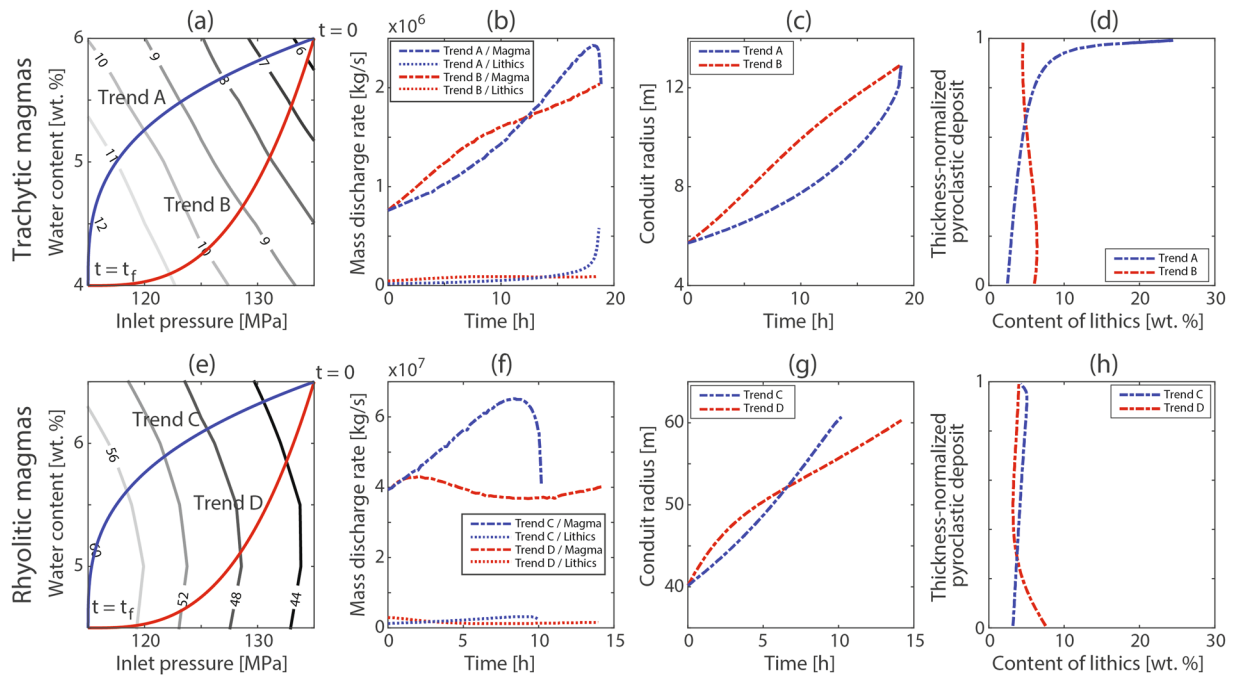 (a)
Trachytic magmas
Water content [wt. %]
6
5
4
120
130
Inlet pressure [MPa]
t = 0
t = t_f
Trend A
Trend B
10
9
8
7
6
11
12
10
9
(b)
x10^6
Mass discharge rate [kg/s]
2
1
0
0
5
10
15
20
Time [h]
Trend A / Magma
Trend A / Lithics
Trend B / Magma
Trend B / Lithics
(c)
Conduit radius [m]
12
8
4
0
5
10
15
20
Time [h]
Trend A
Trend B
(d)
Thickness-normalized
pyroclastic deposit
1
0
0
10
20
30
Content of lithics [wt. %]
Trend A
Trend B
(e)
Rhyolitic magmas
Water content [wt. %]
6
5
120
130
Inlet pressure [MPa]
t = 0
t = t_f
Trend C
Trend D
56
60
52
48
44
(f)
x10^7
Mass discharge rate [kg/s]
6
4
2
0
0
5
10
15
Time [h]
Trend C / Magma
Trend C / Lithics
Trend D / Magma
Trend D / Lithics
(g)
Conduit radius [m]
60
50
40
0
5
10
15
Time [h]
Trend C
Trend D
(h)
Thickness-normalized
pyroclastic deposit
1
0
0
10
20
30
Content of lithics [wt. %]
Trend C
Trend D